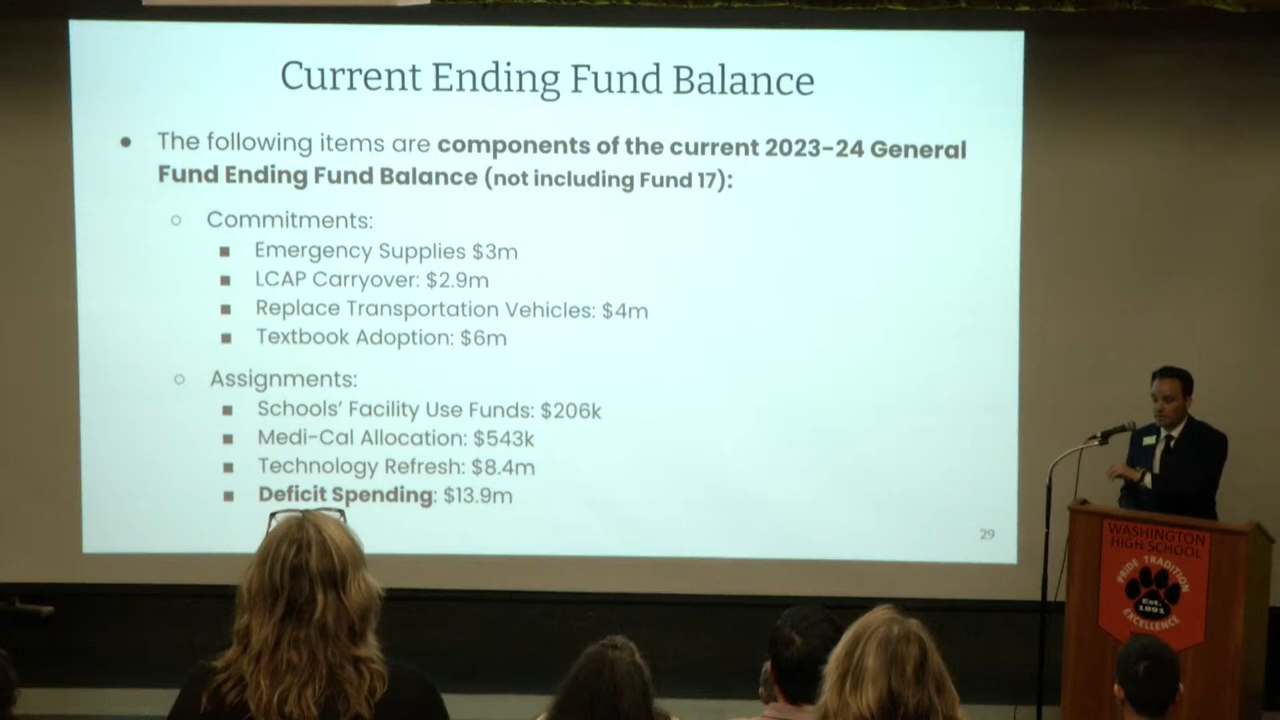 Current Ending Fund Balance
● The following items are components of the current 2023-24 General
Fund Ending Fund Balance (not including Fund 17):
○ Commitments:
■ Emergency Supplies $3m
■ LCAP Carryover: $2.9m
■ Replace Transportation Vehicles: $4m
■ Textbook Adoption: $6m
○ Assignments:
■ Schools' Facility Use Funds: $206k
■ Medi-Cal Allocation: $543k
■ Technology Refresh: $8.4m
■ Deficit Spending: $13.9m
29
WASHINGTON
HIGH SCHOOL
PRIDE TRADITION
Est.
1891
EXCELLENCE